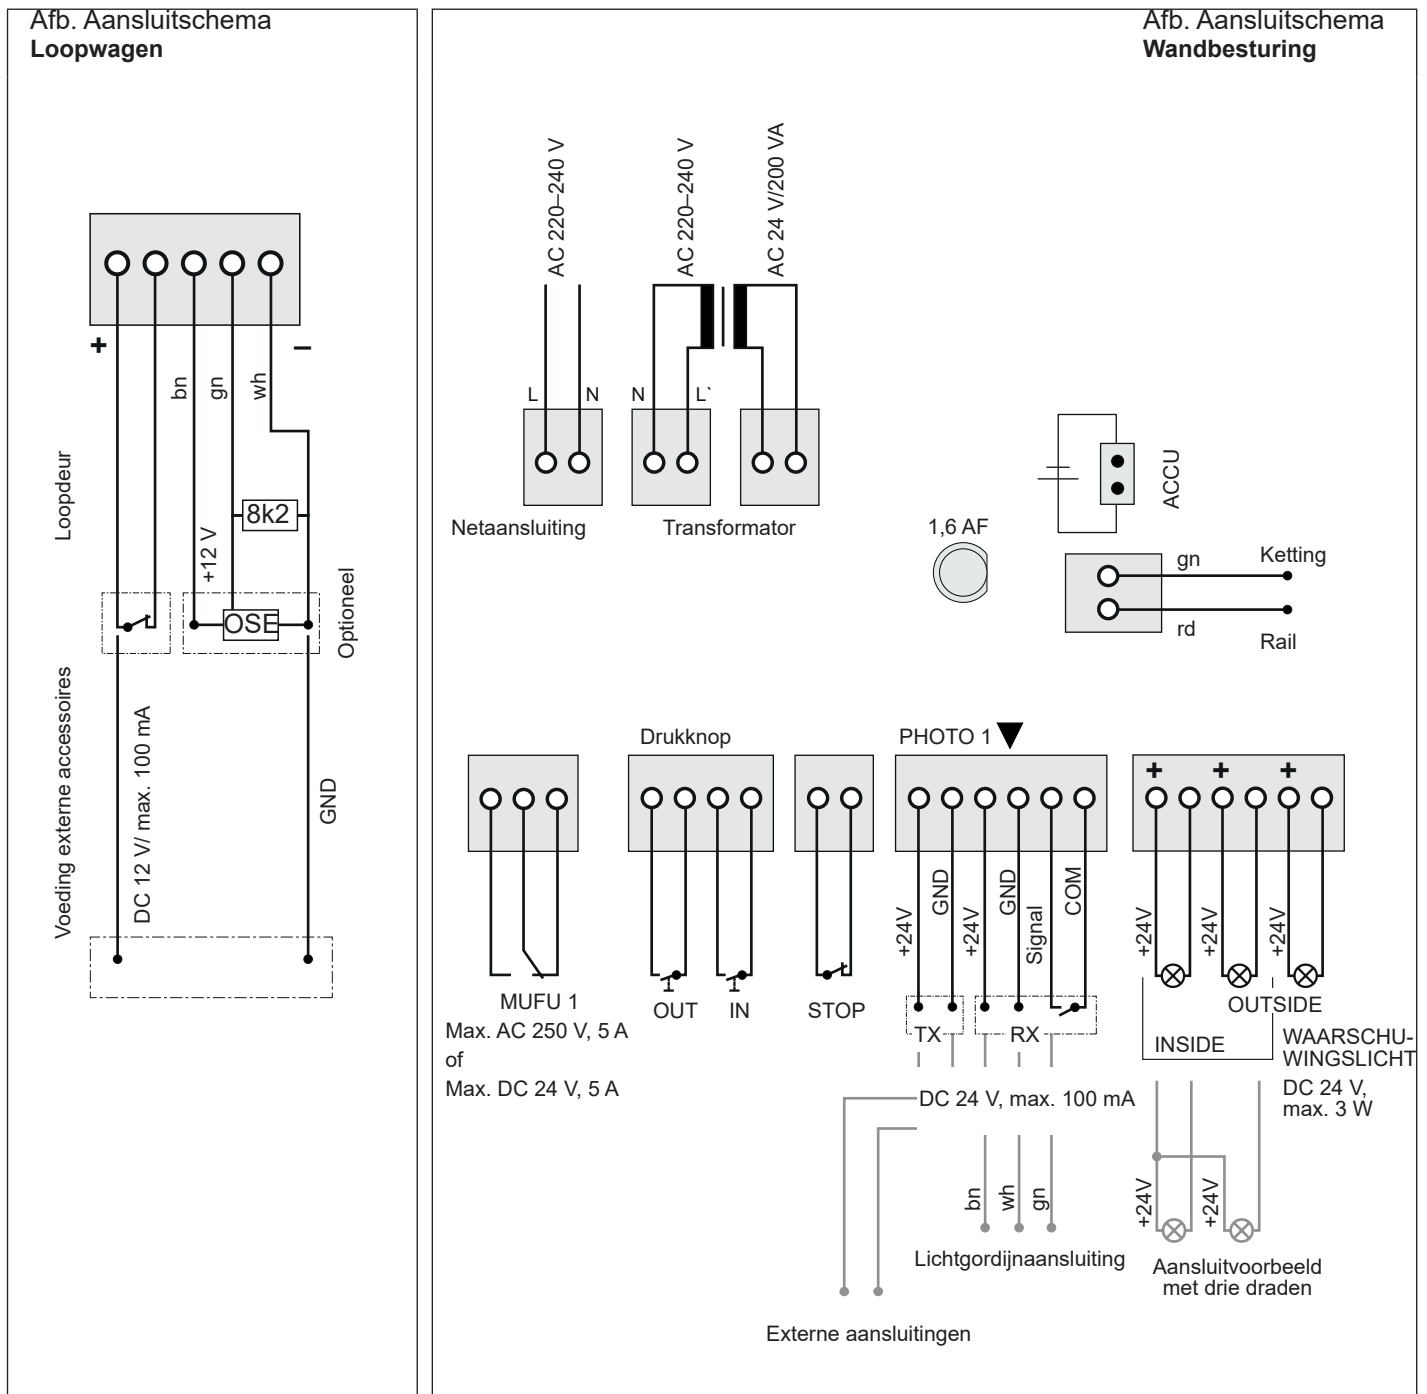 Afb. Aansluitschema
Loopwagen
+
–
bn
gn
wh
Loopdeur
8k2
+12 V
OSE
Optioneel
Voeding externe accessoires
DC 12 V/ max. 100 mA
GND
Afb. Aansluitschema
Wandbesturing
AC 220–240 V
AC 220–240 V
AC 24 V/200 VA
L
N
N
L`
Netaansluiting
Transformator
ACCU
1,6 AF
gn
Ketting
rd
Rail
MUFU 1
Max. AC 250 V, 5 A
of
Max. DC 24 V, 5 A
Drukknop
OUT
IN
STOP
PHOTO 1
+24V
GND
+24V
GND
Signal
COM
TX
RX
DC 24 V, max. 100 mA
bn
wh
gn
Lichtgordijnaansluiting
Externe aansluitingen
+
+
+
+24V
+24V
+24V
OUTSIDE
INSIDE
WAARSCHU-
WINGSLICHT
DC 24 V,
max. 3 W
+24V
+24V
Aansluitvoorbeeld
met drie draden